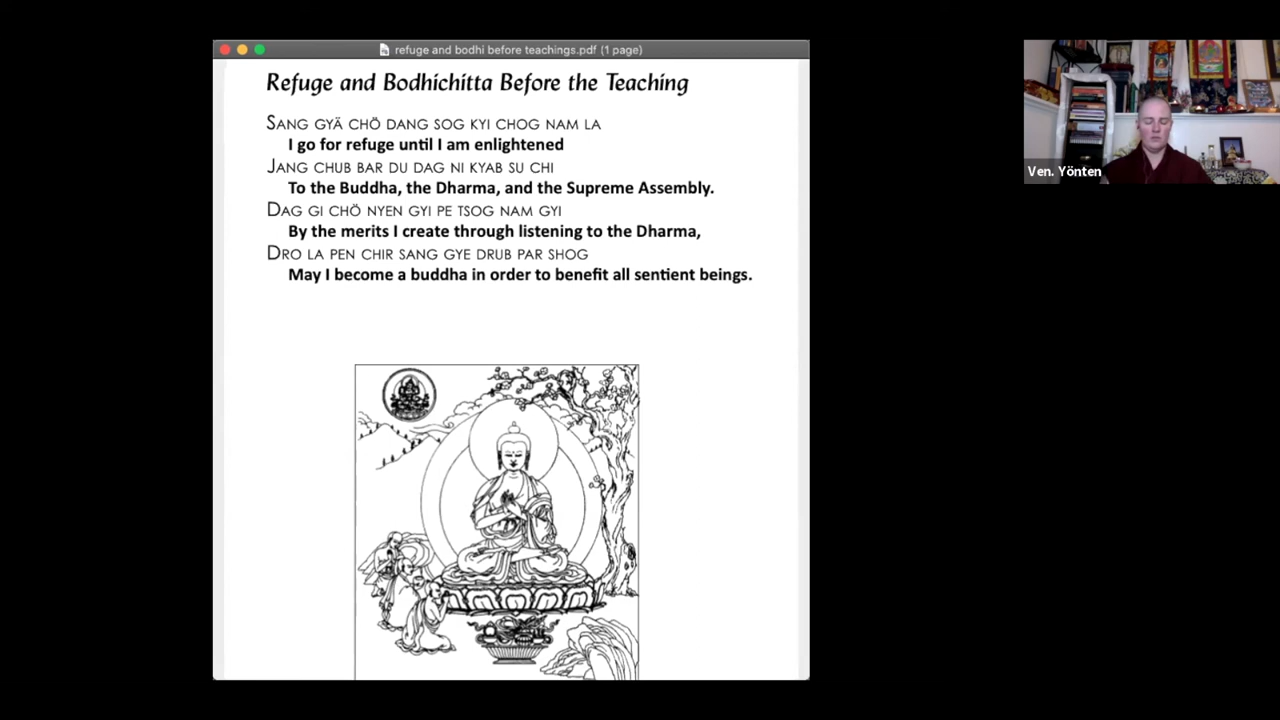 refuge and bodhi before teachings.pdf (1 page)
Refuge and Bodhichitta Before the Teaching
SANG GYÄ CHÖ DANG SOG KYI CHOG NAM LA
I go for refuge until I am enlightened
JANG CHUB BAR DU DAG NI KYAB SU CHI
To the Buddha, the Dharma, and the Supreme Assembly.
DAG GI CHÖ NYEN GYI PE TSOG NAM GYI
By the merits I create through listening to the Dharma,
DRO LA PEN CHIR SANG GYE DRUB PAR SHOG
May I become a buddha in order to benefit all sentient beings.
Ven. Yönten